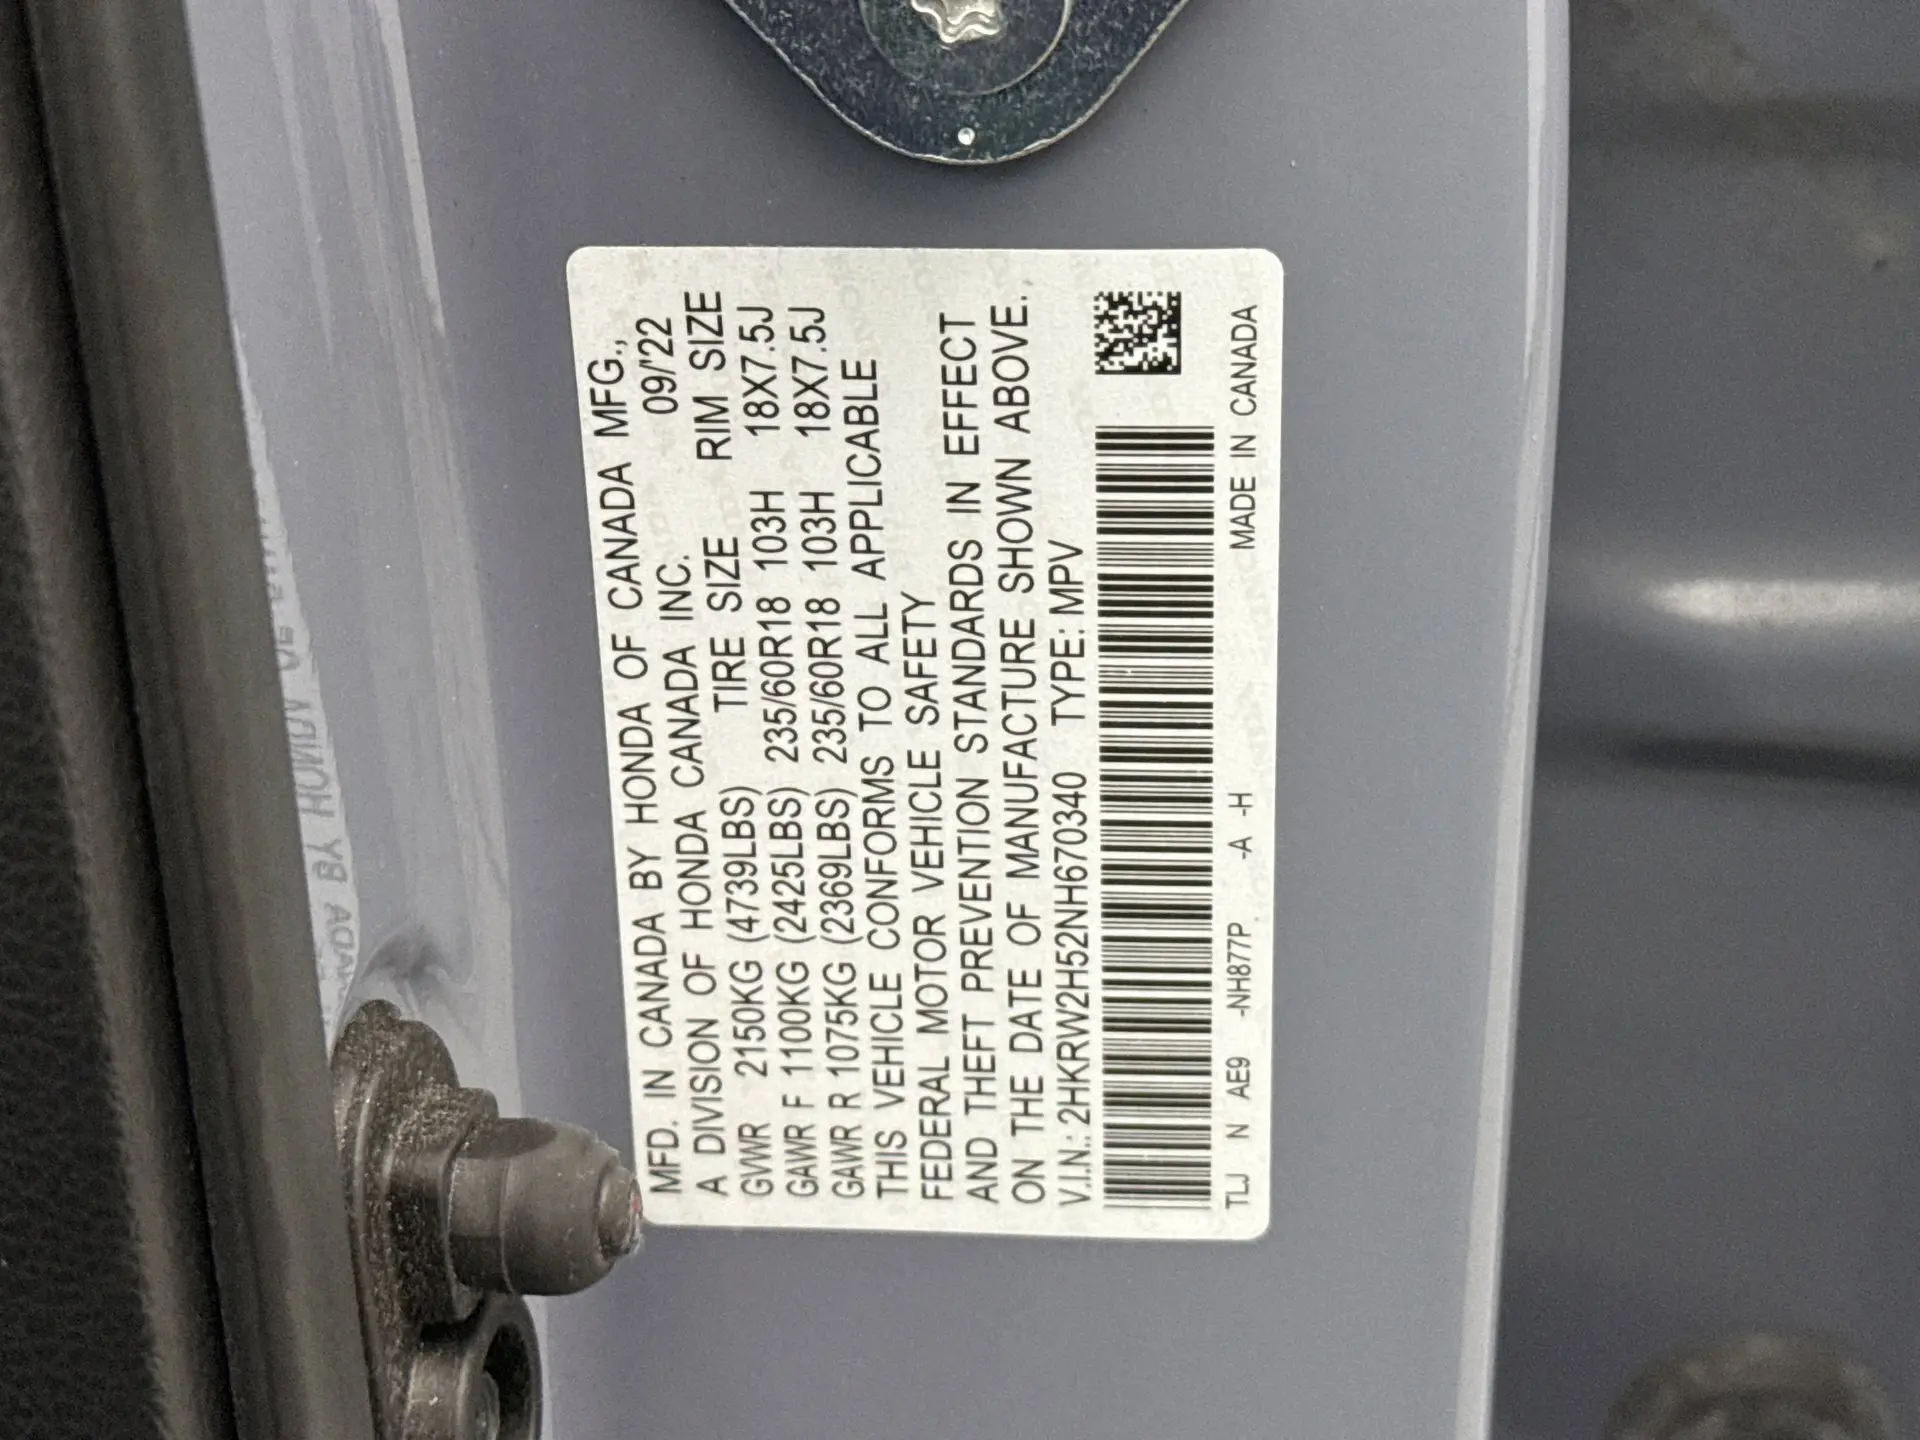 MFD. IN CANADA BY HONDA OF CANADA MFG.,
A DIVISION OF HONDA CANADA INC. 09/'22
GVWR 2150KG (4739LBS) TIRE SIZE RIM SIZE
GAWR F 1100KG (2425LBS) 235/60R18 103H 18X7.5J
GAWR R 1075KG (2369LBS) 235/60R18 103H 18X7.5J
THIS VEHICLE CONFORMS TO ALL APPLICABLE
FEDERAL MOTOR VEHICLE SAFETY
AND THEFT PREVENTION STANDARDS IN EFFECT
ON THE DATE OF MANUFACTURE SHOWN ABOVE.
V.I.N.: 2HKRW2H52NH670340 TYPE: MPV
TLJ N AE9 -NH877P -A -H MADE IN CANADA